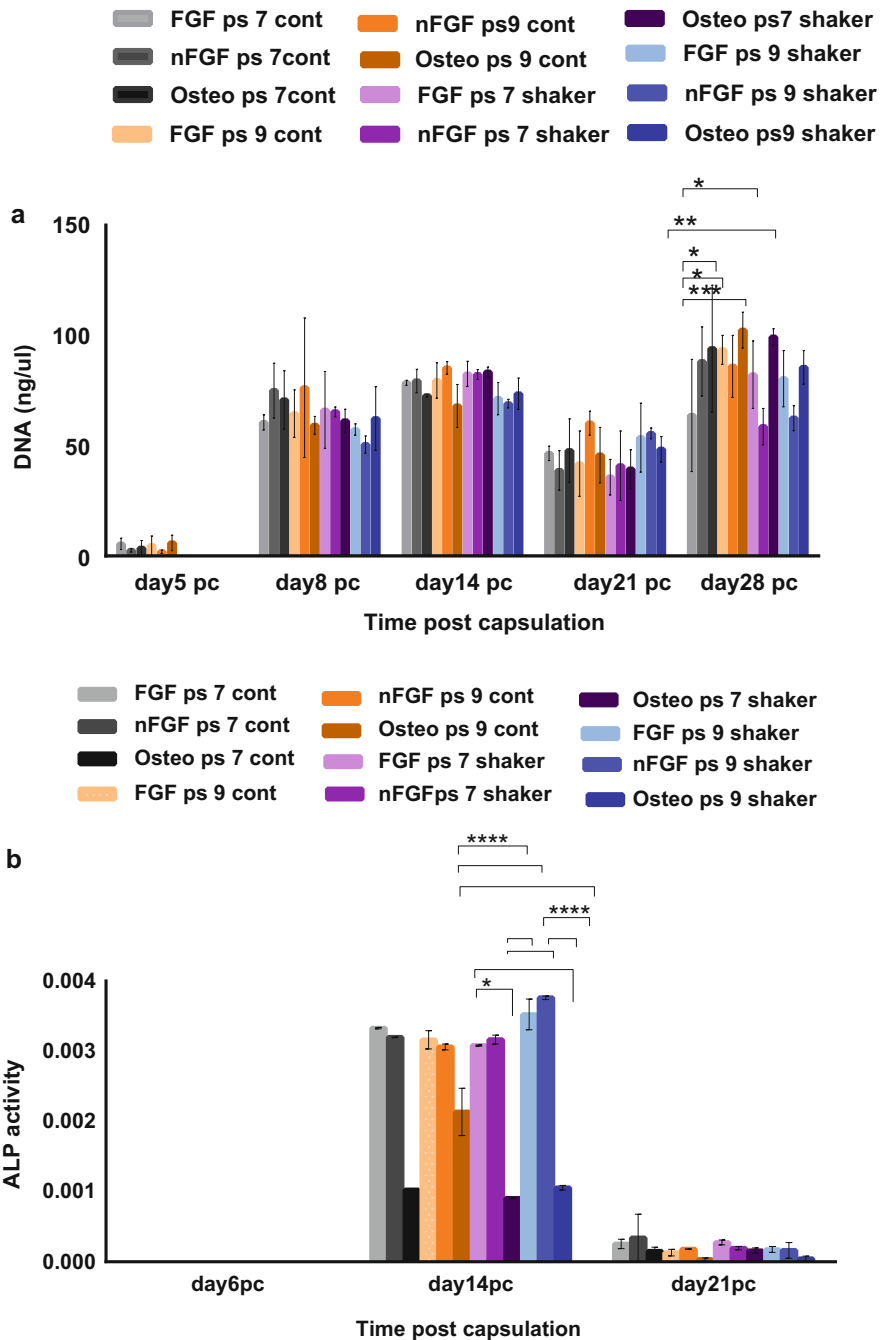 FGF ps 7 cont
nFGF ps 7cont
Osteo ps 7cont
FGF ps 9 cont
nFGF ps9 cont
Osteo ps 9 cont
FGF ps 7 shaker
nFGF ps 7 shaker
Osteo ps7 shaker
FGF ps 9 shaker
nFGF ps 9 shaker
Osteo ps9 shaker
a
*
**
*
*
***
150
100
50
0
DNA (ng/ul)
day5 pc day8 pc day14 pc day21 pc day28 pc
Time post capsulation
FGF ps 7 cont
nFGF ps 7 cont
Osteo ps 7 cont
FGF ps 9 cont
nFGF ps 9 cont
Osteo ps 9 cont
FGF ps 7 shaker
nFGFps 7 shaker
Osteo ps 7 shaker
FGF ps 9 shaker
nFGF ps 9 shaker
Osteo ps 9 shaker
b
****
****
*
0.004
0.003
0.002
0.001
0.000
ALP activity
day6pc day14pc day21pc
Time post capsulation